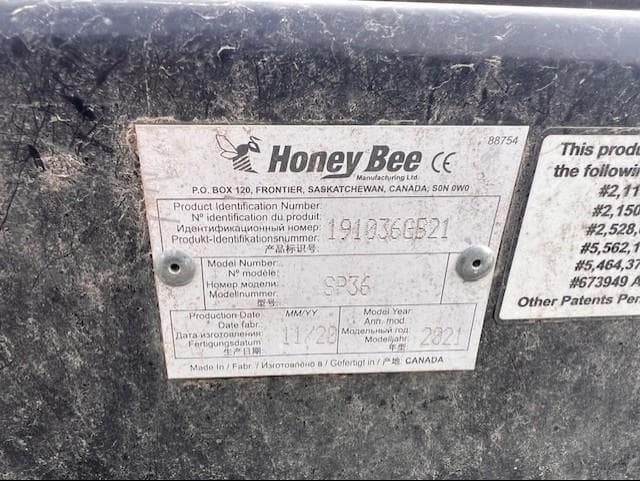 Honey Bee CE 88754
Manufacturing Ltd.
P.O. BOX 120, FRONTIER, SASKATCHEWAN, CANADA, S0N 0W0
Product Identification Number:
Nº identification du produit:
Идентификационный номер:
Produkt-Identifikationsnummer:
产品标识号:
191036GB21
Model Number:
Nº modèle:
Номер модели:
Modellnummer:
型号:
SP36
Production Date:
Date fabr.:
Дата изготовления:
Fertigungsdatum
生产日期
MM/YY
11/20
Model Year
Ann.-mod.
Модельный год
Modelljahr:
年型
2021
Made in / Fabr. / Изготовлено в / Gefertigt in / 产地: CANADA
This produ
the followin
#2,11
#2,150
#2,528,
#5,562,
#5,464,37
#673949 A
Other Patents Pe